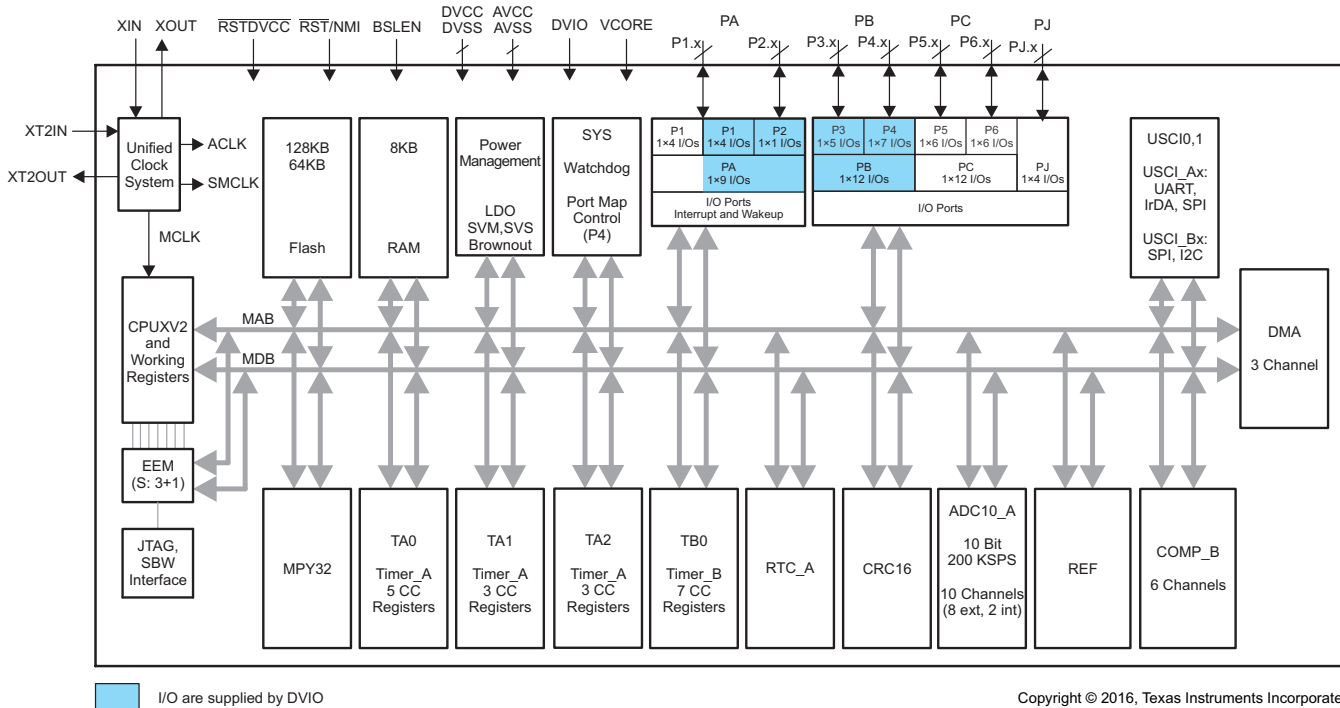 XIN XOUT RSTDVCC RST/NMI BSLEN DVCC AVCC DVIO VCORE PA PB PC PJ
DVSS AVSS
P1.x P2.x P3.x P4.x P5.x P6.x PJ.x
XT2IN
XT2OUT
Unified
Clock
System
ACLK
SMCLK
MCLK
128KB
64KB
Flash
8KB
RAM
Power
Management
LDO
SVM,SVS
Brownout
SYS
Watchdog
Port Map
Control
(P4)
P1
1×4 I/Os
P1
1×4 I/Os
P2
1×1 I/Os
PA
1×9 I/Os
I/O Ports
Interrupt and Wakeup
P3
1×5 I/Os
P4
1×7 I/Os
P5
1×6 I/Os
P6
1×6 I/Os
PB
1×12 I/Os
PC
1×12 I/Os
PJ
1×4 I/Os
I/O Ports
USCI0,1
USCI_Ax:
UART,
IrDA, SPI
USCI_Bx:
SPI, I2C
CPUXV2
and
Working
Registers
MAB
MDB
DMA
3 Channel
EEM
(S: 3+1)
JTAG,
SBW
Interface
MPY32
TA0
Timer_A
5 CC
Registers
TA1
Timer_A
3 CC
Registers
TA2
Timer_A
3 CC
Registers
TB0
Timer_B
7 CC
Registers
RTC_A
CRC16
ADC10_A
10 Bit
200 KSPS
10 Channels
(8 ext, 2 int)
REF
COMP_B
6 Channels
I/O are supplied by DVIO
Copyright © 2016, Texas Instruments Incorporate